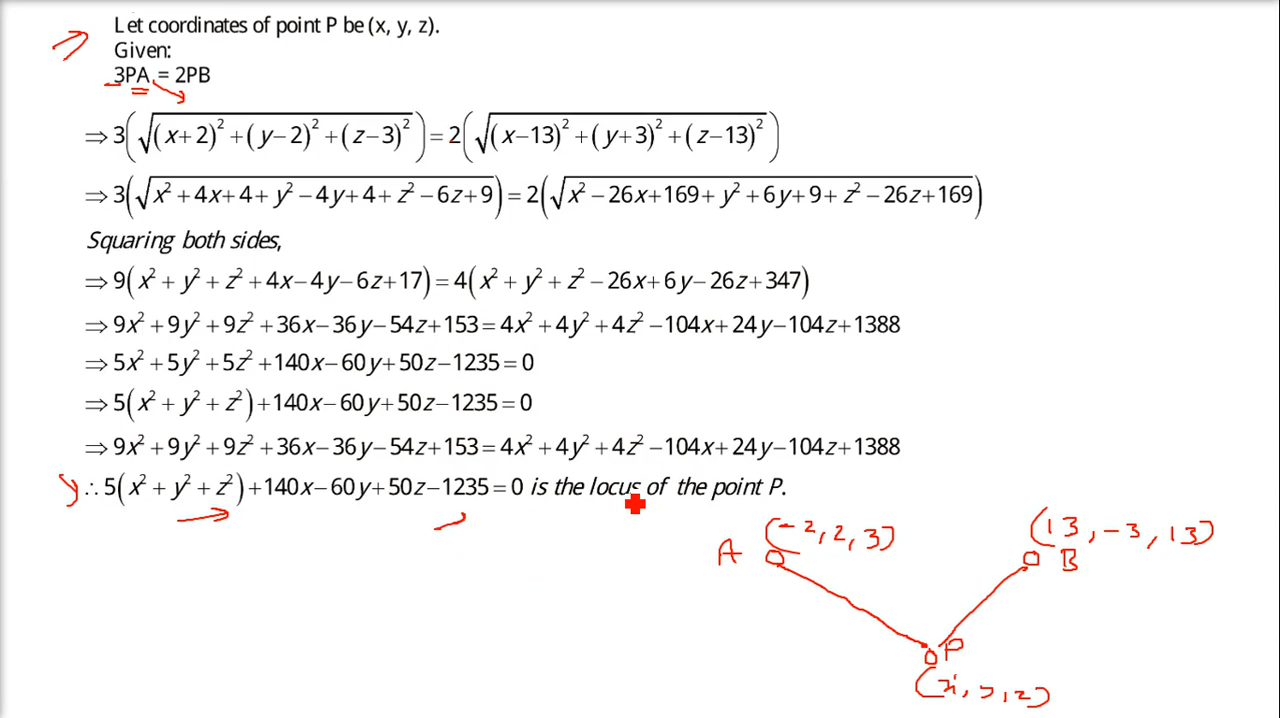 Let coordinates of point P be (x, y, z).
Given:
3PA = 2PB
⇒3(√((x+2)²+(y−2)²+(z−3)²))=2(√((x−13)²+(y+3)²+(z−13)²))
⇒3(√(x²+4x+4+y²−4y+4+z²−6z+9))=2(√(x²−26x+169+y²+6y+9+z²−26z+169))
Squaring both sides,
⇒9(x²+y²+z²+4x−4y−6z+17)=4(x²+y²+z²−26x+6y−26z+347)
⇒9x²+9y²+9z²+36x−36y−54z+153=4x²+4y²+4z²−104x+24y−104z+1388
⇒5x²+5y²+5z²+140x−60y+50z−1235=0
⇒5(x²+y²+z²)+140x−60y+50z−1235=0
⇒9x²+9y²+9z²+36x−36y−54z+153=4x²+4y²+4z²−104x+24y−104z+1388
∴5(x²+y²+z²)+140x−60y+50z−1235=0 is the locus of the point P.
(-2, 2, 3)
(13, -3, 13)
A
B
P
(x, y, z)